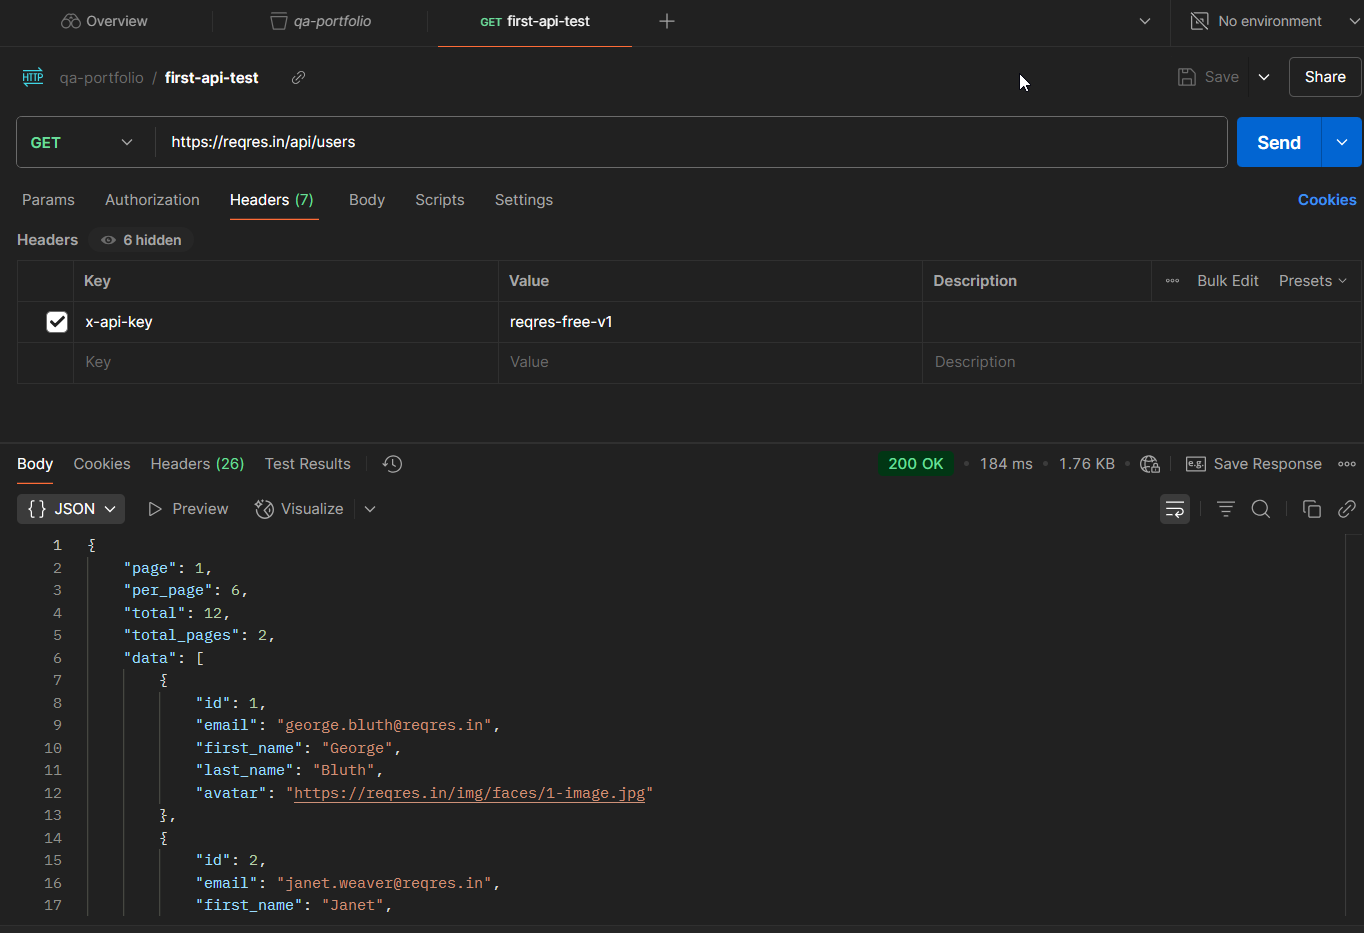 Overview qa-portfolio GET first-api-test No environment
HTTP qa-portfolio / first-api-test Save Share
GET https://reqres.in/api/users Send
Params Authorization Headers (7) Body Scripts Settings Cookies
Headers 6 hidden
Key Value Description Bulk Edit Presets
x-api-key reqres-free-v1
Key Value Description
Body Cookies Headers (26) Test Results 200 OK • 184 ms • 1.76 KB • e.g. Save Response
{} JSON Preview Visualize
1 {
2 "page": 1,
3 "per_page": 6,
4 "total": 12,
5 "total_pages": 2,
6 "data": [
7 {
8 "id": 1,
9 "email": "george.bluth@reqres.in",
10 "first_name": "George",
11 "last_name": "Bluth",
12 "avatar": "https://reqres.in/img/faces/1-image.jpg"
13 },
14 {
15 "id": 2,
16 "email": "janet.weaver@reqres.in",
17 "first_name": "Janet",